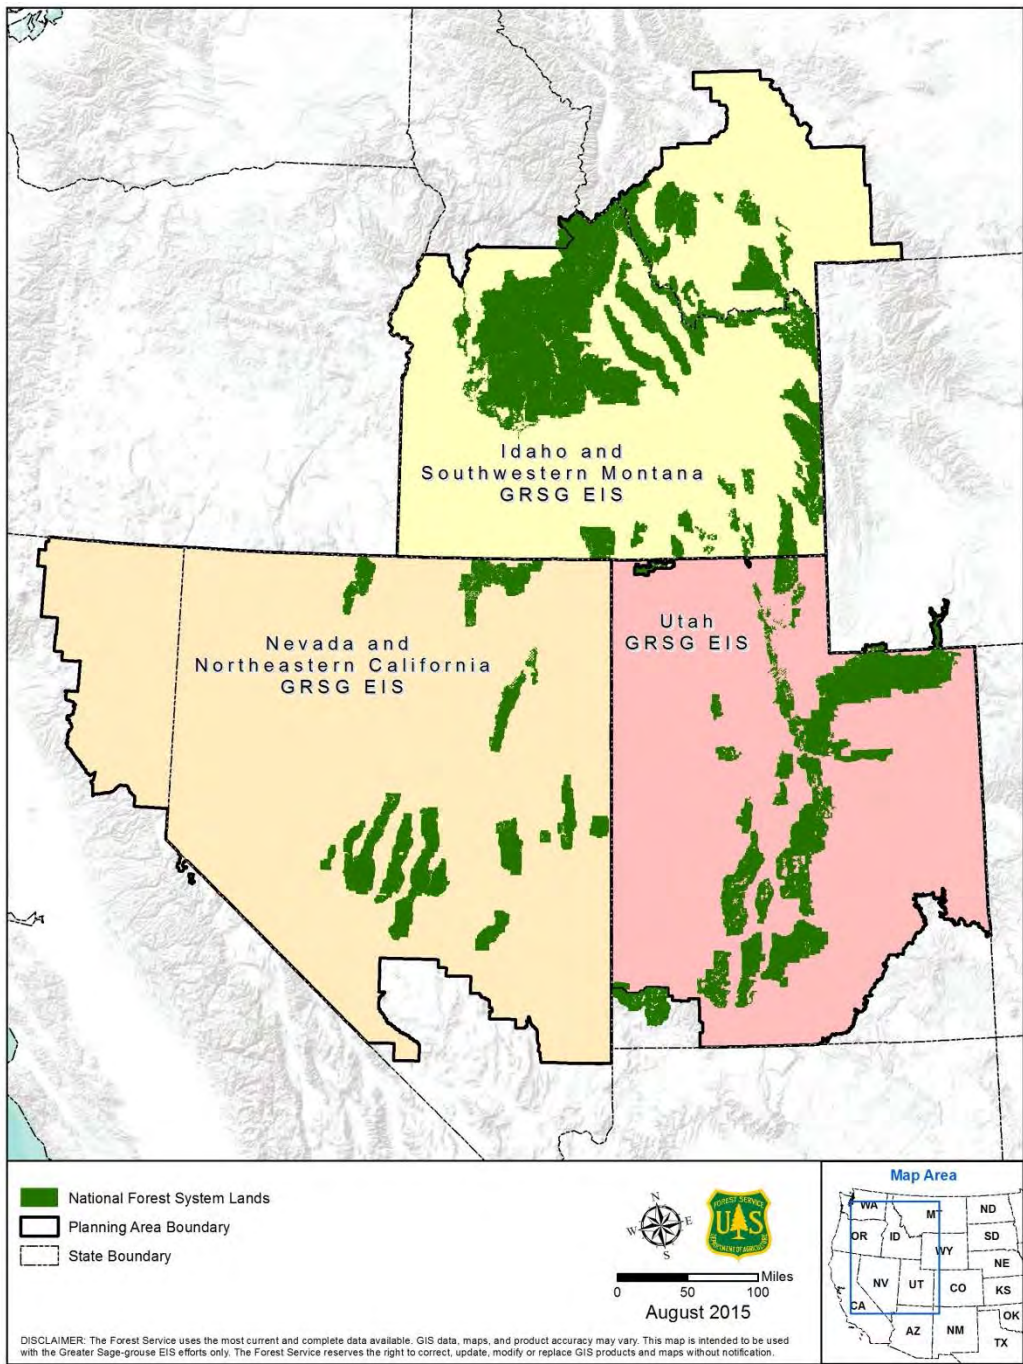 Idaho and
Southwestern Montana
GRSG EIS
Nevada and
Northeastern California
GRSG EIS
Utah
GRSG EIS
National Forest System Lands
Planning Area Boundary
State Boundary
N
W
E
S
FOREST SERVICE
U S
DEPARTMENT OF AGRICULTURE
Miles
0 50 100
August 2015
Map Area
WA
MT
ND
OR
ID
SD
WY
NE
NV
UT
CO
KS
CA
OK
AZ
NM
TX
DISCLAIMER: The Forest Service uses the most current and complete data available. GIS data, maps, and product accuracy may vary. This map is intended to be used
with the Greater Sage-grouse EIS efforts only. The Forest Service reserves the right to correct, update, modify or replace GIS products and maps without notification.